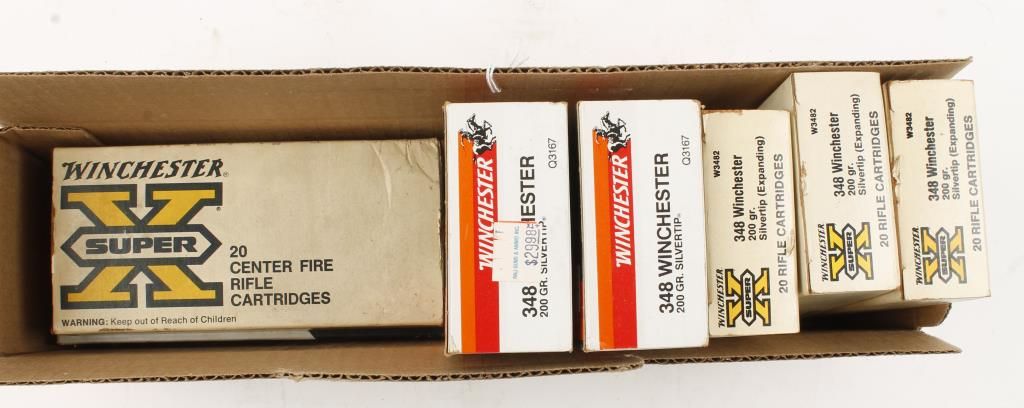 WINCHESTER®
X
SUPER®
20
CENTER FIRE
RIFLE
CARTRIDGES
WARNING: Keep out of Reach of Children
WINCHESTER
348 CHESTER
200 GR. SILVERTIP®
Q3167
WINCHESTER
348 WINCHESTER
200 GR. SILVERTIP®
Q3167
W3482
348 Winchester
200 gr.
Silvertip (Expanding)
WINCHESTER
X
SUPER
20 RIFLE CARTRIDGES
W3482
348 Winchester
200 gr.
Silvertip (Expanding)
WINCHESTER
X
SUPER
20 RIFLE CARTRIDGES
W3482
348 Winchester
200 gr.
Silvertip (Expanding)
WINCHESTER
X
SUPER
20 RIFLE CARTRIDGES